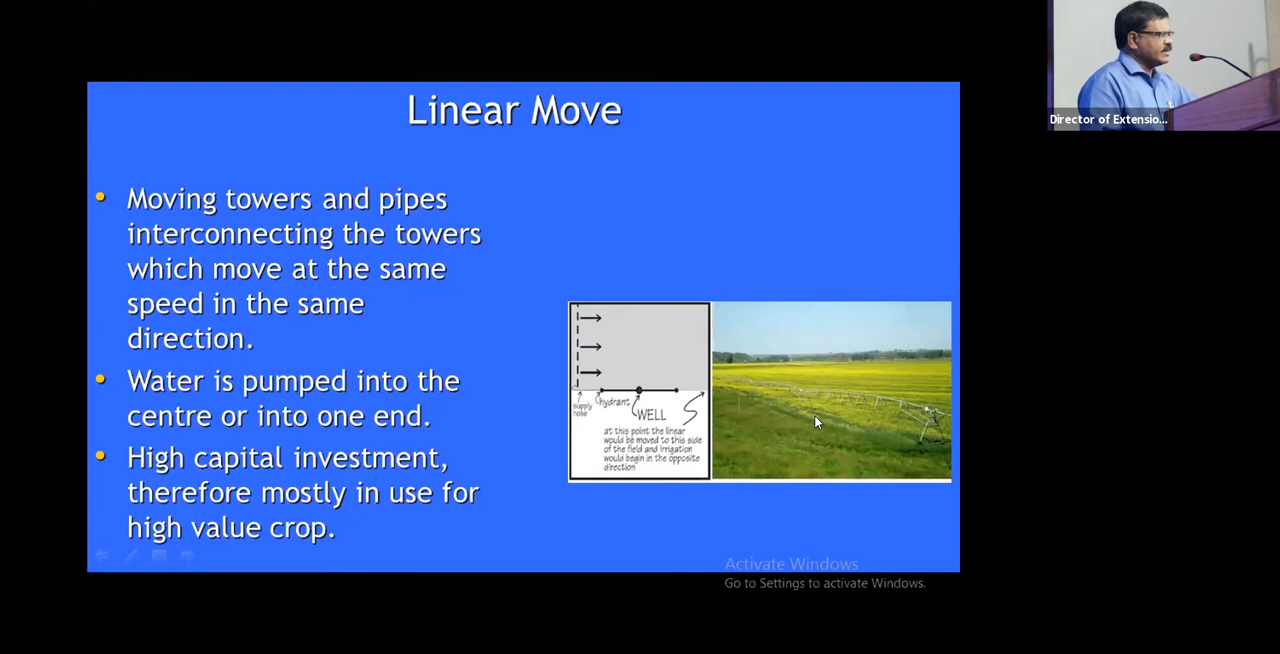 Linear Move
• Moving towers and pipes
interconnecting the towers
which move at the same
speed in the same
direction.
• Water is pumped into the
centre or into one end.
• High capital investment,
therefore mostly in use for
high value crop.
supply
hose
hydrant
WELL
at this point the linear
would be moved to this side
of the field and irrigation
would begin in the opposite
direction
Director of Extensio...
Activate Windows
Go to Settings to activate Windows.